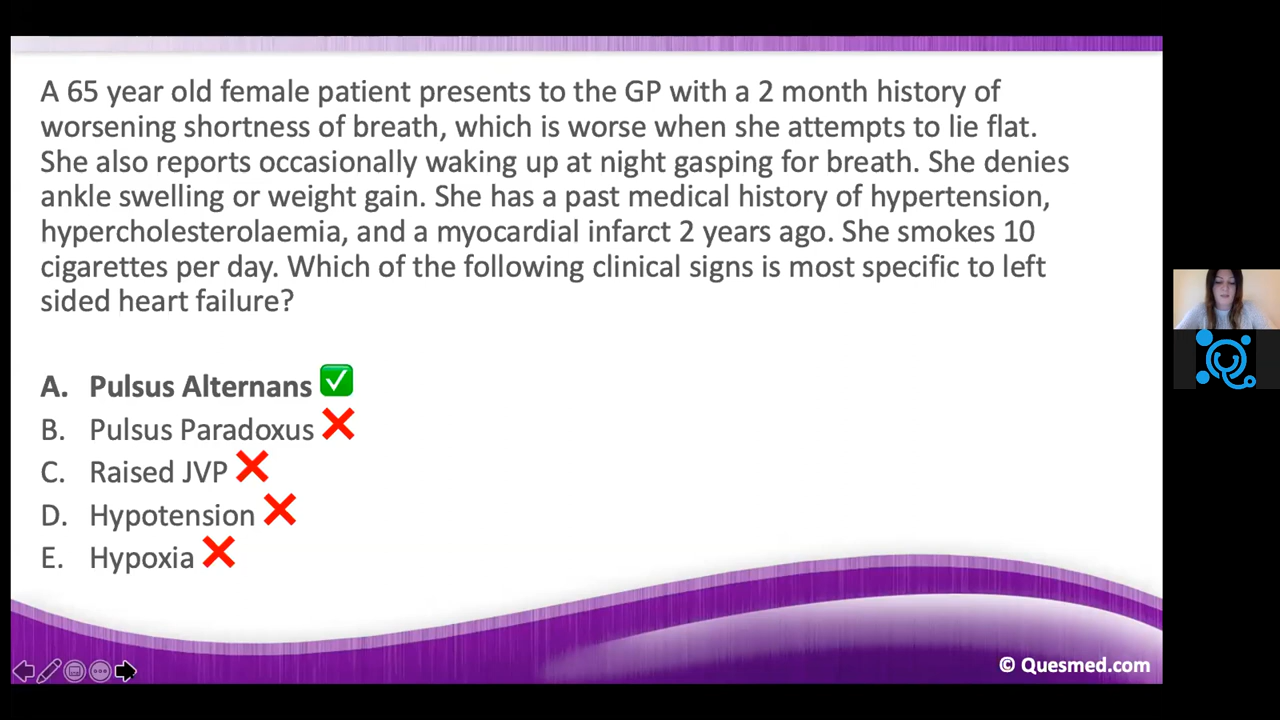 A 65 year old female patient presents to the GP with a 2 month history of
worsening shortness of breath, which is worse when she attempts to lie flat.
She also reports occasionally waking up at night gasping for breath. She denies
ankle swelling or weight gain. She has a past medical history of hypertension,
hypercholesterolaemia, and a myocardial infarct 2 years ago. She smokes 10
cigarettes per day. Which of the following clinical signs is most specific to left
sided heart failure?
A. Pulsus Alternans ✅
B. Pulsus Paradoxus ❌
C. Raised JVP ❌
D. Hypotension ❌
E. Hypoxia ❌
© Quesmed.com